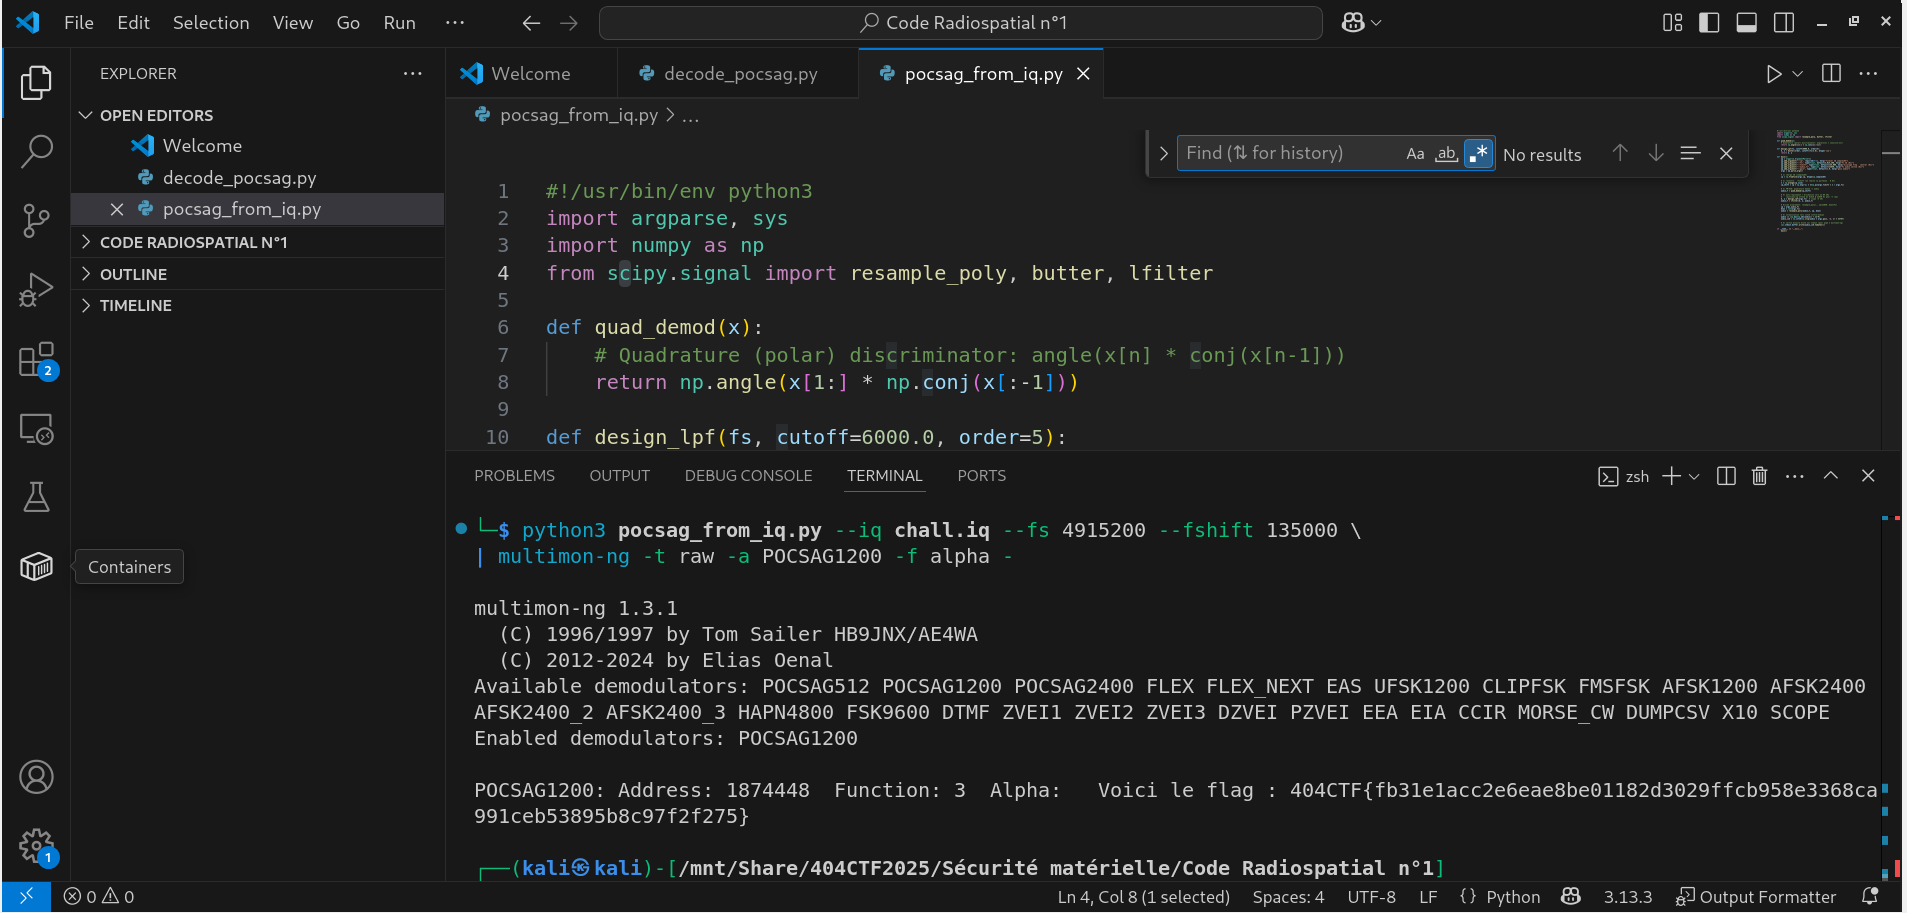 File Edit Selection View Go Run ··· Code Radiospatial n°1
EXPLORER ···
OPEN EDITORS
Welcome
decode_pocsag.py
pocsag_from_iq.py
CODE RADIOSPATIAL N°1
OUTLINE
TIMELINE
2
Containers
1
Welcome decode_pocsag.py pocsag_from_iq.py
pocsag_from_iq.py > ...
Find (⇅ for history) Aa ab .* No results
1 #!/usr/bin/env python3
2 import argparse, sys
3 import numpy as np
4 from scipy.signal import resample_poly, butter, lfilter
5
6 def quad_demod(x):
7 # Quadrature (polar) discriminator: angle(x[n] * conj(x[n-1]))
8 return np.angle(x[1:] * np.conj(x[:-1]))
9
10 def design_lpf(fs, cutoff=6000.0, order=5):
PROBLEMS OUTPUT DEBUG CONSOLE TERMINAL PORTS zsh
└─$ python3 pocsag_from_iq.py --iq chall.iq --fs 4915200 --fshift 135000 \
| multimon-ng -t raw -a POCSAG1200 -f alpha -
multimon-ng 1.3.1
(C) 1996/1997 by Tom Sailer HB9JNX/AE4WA
(C) 2012-2024 by Elias Oenal
Available demodulators: POCSAG512 POCSAG1200 POCSAG2400 FLEX FLEX_NEXT EAS UFSK1200 CLIPFSK FMSFSK AFSK1200 AFSK2400
AFSK2400_2 AFSK2400_3 HAPN4800 FSK9600 DTMF ZVEI1 ZVEI2 ZVEI3 DZVEI PZVEI EEA EIA CCIR MORSE_CW DUMPCSV X10 SCOPE
Enabled demodulators: POCSAG1200
POCSAG1200: Address: 1874448 Function: 3 Alpha: Voici le flag : 404CTF{fb31e1acc2e6eae8be01182d3029ffcb958e3368ca
991ceb53895b8c97f2f275}
┌──(kali㉿kali)-[/mnt/Share/404CTF2025/Sécurité matérielle/Code Radiospatial n°1]
0 0 Ln 4, Col 8 (1 selected) Spaces: 4 UTF-8 LF {} Python 3.13.3 Output Formatter